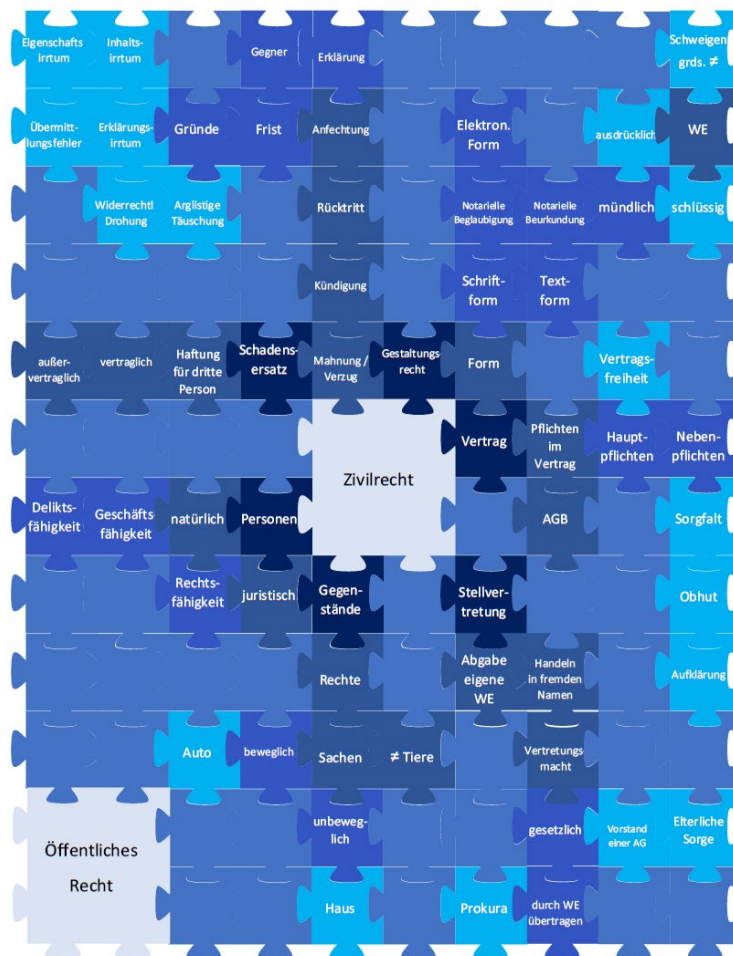 Eigenschafts
irrtum
Inhalts-
irrtum
Gegner
Erklärung
Schweigen
grds. ≠
Übermitt-
lungsfehler
Erklärungs-
irrtum
Gründe
Frist
Anfechtung
Elektron.
Form
ausdrücklich
WE
Widerrechtl.
Drohung
Arglistige
Täuschung
Rücktritt
Notarielle
Beglaubigung
Notarielle
Beurkundung
mündlich
schlüssig
Kündigung
Schrift-
form
Text-
form
außer-
vertraglich
vertraglich
Haftung
für dritte
Person
Schadens-
ersatz
Mahnung /
Verzug
Gestaltungs-
recht
Form
Vertrags-
freiheit
Zivilrecht
Vertrag
Pflichten
im
Vertrag
Haupt-
pflichten
Neben-
pflichten
Delikts-
fähigkeit
Geschäfts-
fähigkeit
natürlich
Personen
AGB
Sorgfalt
Rechts-
fähigkeit
juristisch
Gegen-
stände
Stellver-
tretung
Obhut
Rechte
Abgabe
eigene
WE
Handeln
in fremden
Namen
Aufklärung
Auto
beweglich
Sachen
≠ Tiere
Vertretungs-
macht
Öffentliches
Recht
unbeweg-
lich
gesetzlich
Vorstand
einer AG
Elterliche
Sorge
Haus
Prokura
durch WE
übertragen